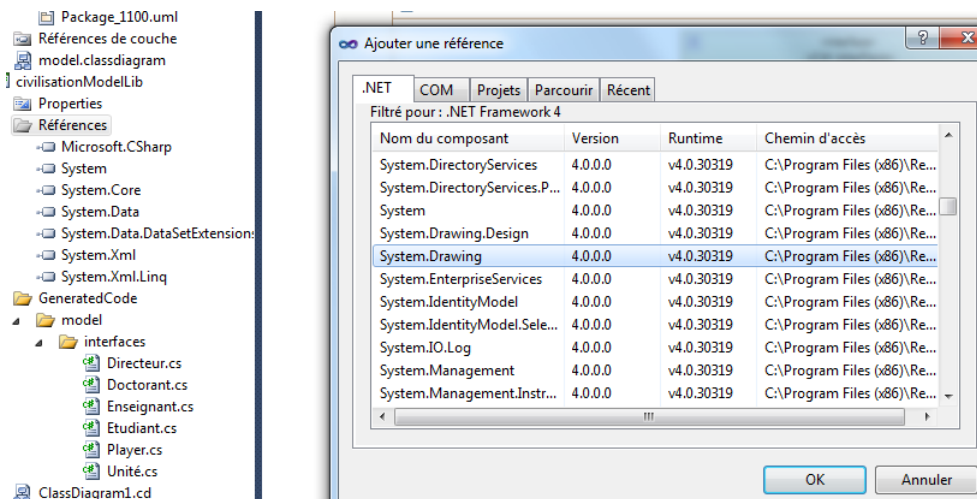 Package_1100.uml
Références de couche
model.classdiagram
civilisationModelLib
Properties
Références
Microsoft.CSharp
System
System.Core
System.Data
System.Data.DataSetExtension
System.Xml
System.Xml.Linq
GeneratedCode
model
interfaces
Directeur.cs
Doctorant.cs
Enseignant.cs
Etudiant.cs
Player.cs
Unité.cs
ClassDiagram1.cd
Ajouter une référence
.NET COM Projets Parcourir Récent
Filtré pour : .NET Framework 4
Nom du composant Version Runtime Chemin d'accès
System.DirectoryServices 4.0.0.0 v4.0.30319 C:\Program Files (x86)\Re...
System.DirectoryServices.P... 4.0.0.0 v4.0.30319 C:\Program Files (x86)\Re...
System 4.0.0.0 v4.0.30319 C:\Program Files (x86)\Re...
System.Drawing.Design 4.0.0.0 v4.0.30319 C:\Program Files (x86)\Re...
System.Drawing 4.0.0.0 v4.0.30319 C:\Program Files (x86)\Re...
System.EnterpriseServices 4.0.0.0 v4.0.30319 C:\Program Files (x86)\Re...
System.IdentityModel 4.0.0.0 v4.0.30319 C:\Program Files (x86)\Re...
System.IdentityModel.Sele... 4.0.0.0 v4.0.30319 C:\Program Files (x86)\Re...
System.IO.Log 4.0.0.0 v4.0.30319 C:\Program Files (x86)\Re...
System.Management 4.0.0.0 v4.0.30319 C:\Program Files (x86)\Re...
System.Management.Instr... 4.0.0.0 v4.0.30319 C:\Program Files (x86)\Re...
OK Annuler